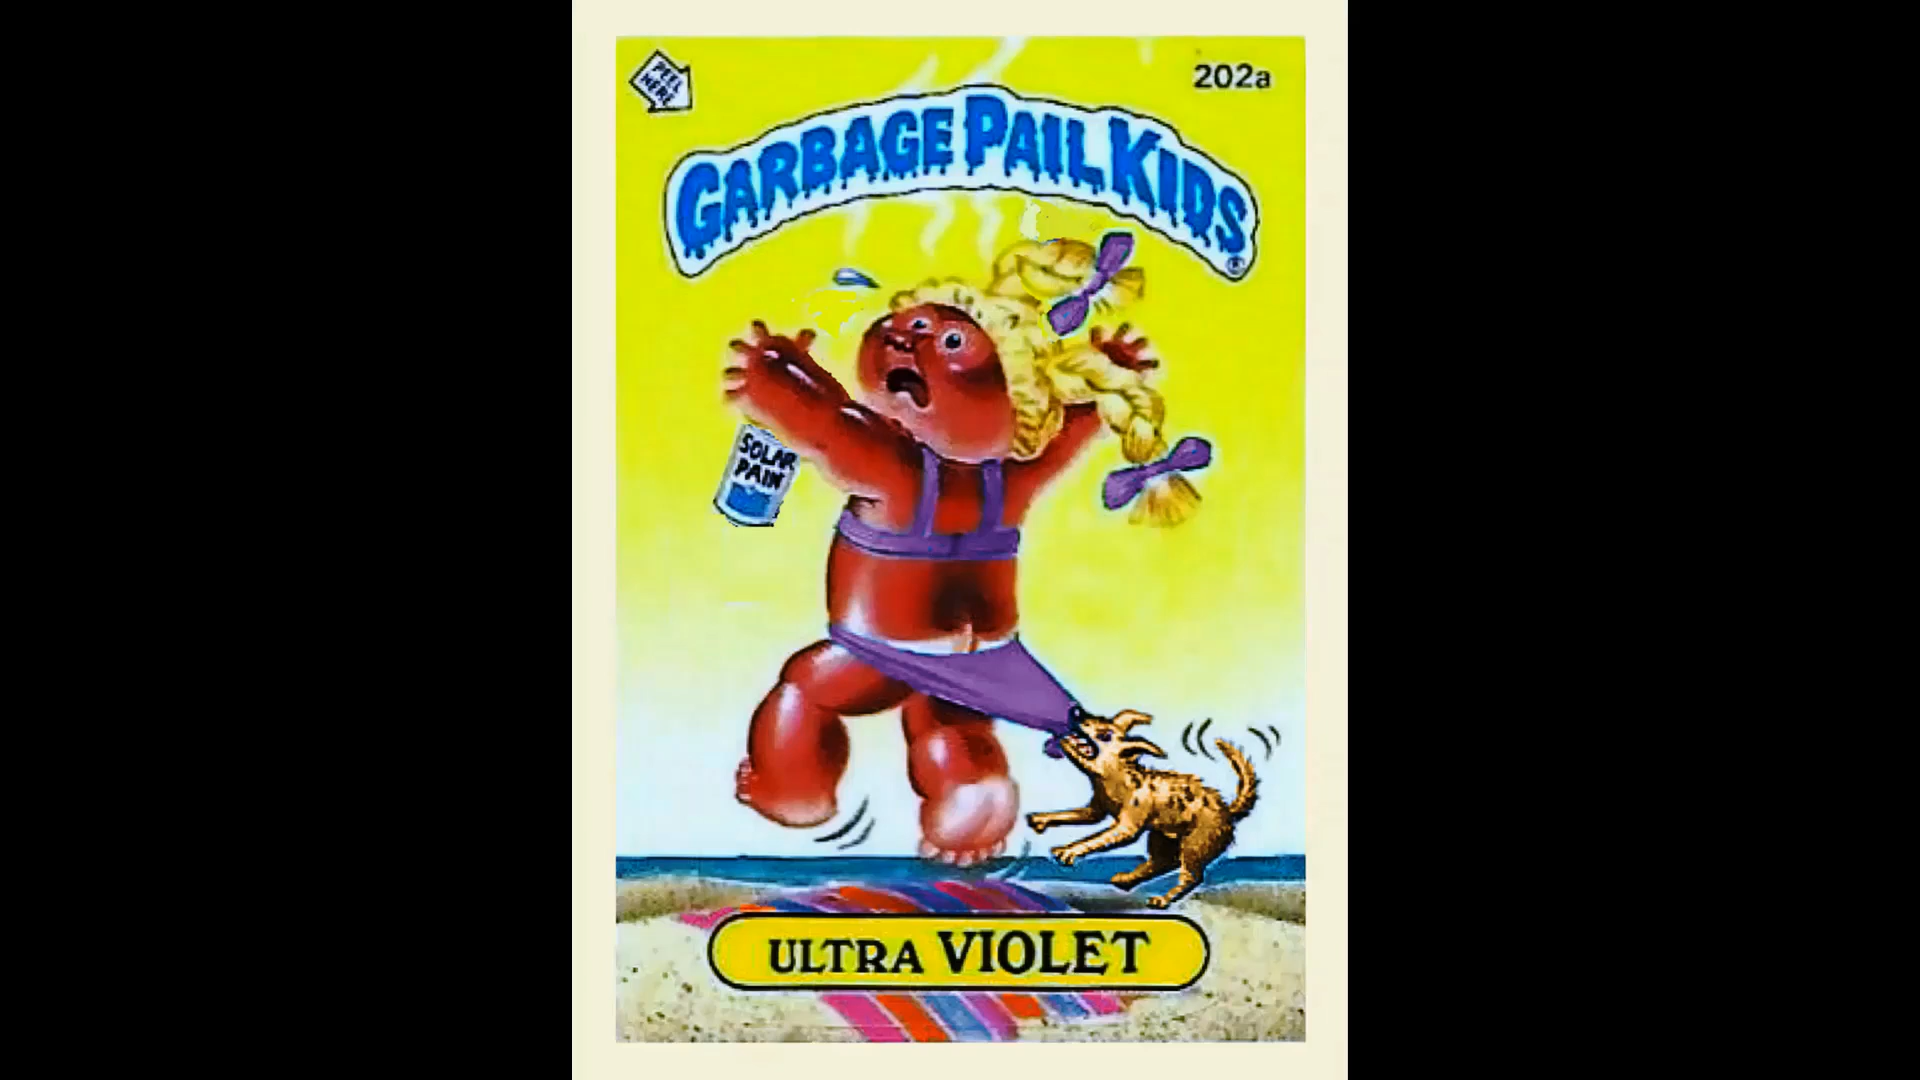 PEEL
HERE
202a
GARBAGE PAIL KIDS
®
SOLAR
PAIN
ULTRA VIOLET